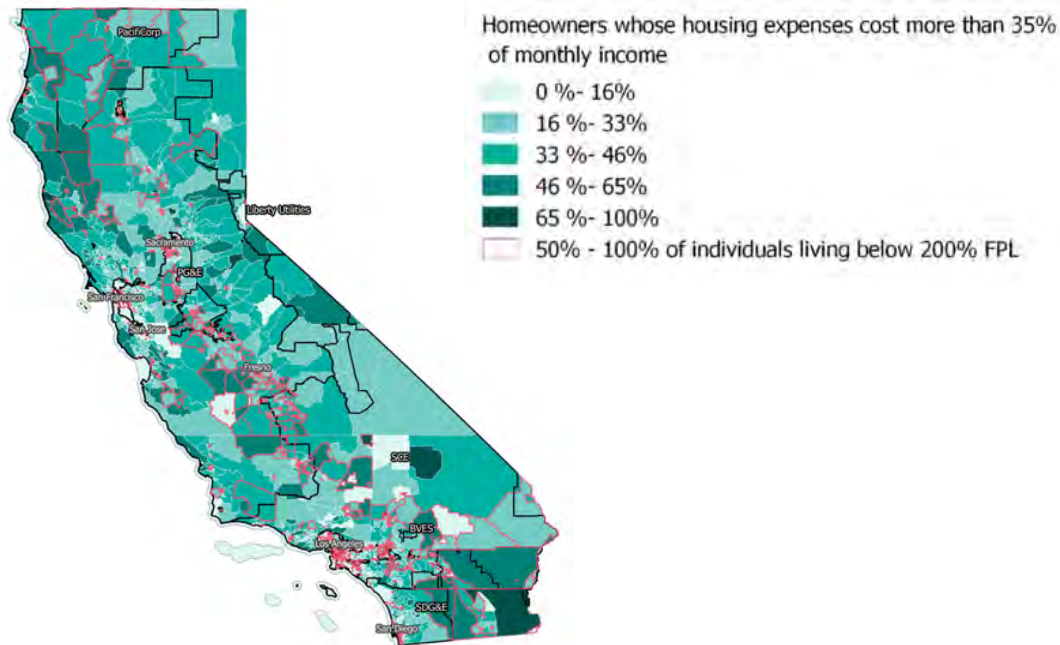 Homeowners whose housing expenses cost more than 35%
of monthly income
0 %- 16%
16 %- 33%
33 %- 46%
46 %- 65%
65 %- 100%
50% - 100% of individuals living below 200% FPL
PacifiCorp
Liberty Utilities
Sacramento
PG&E
San Francisco
San Jose
Fresno
SCE
BVES
Los Angeles
SDG&E
San Diego